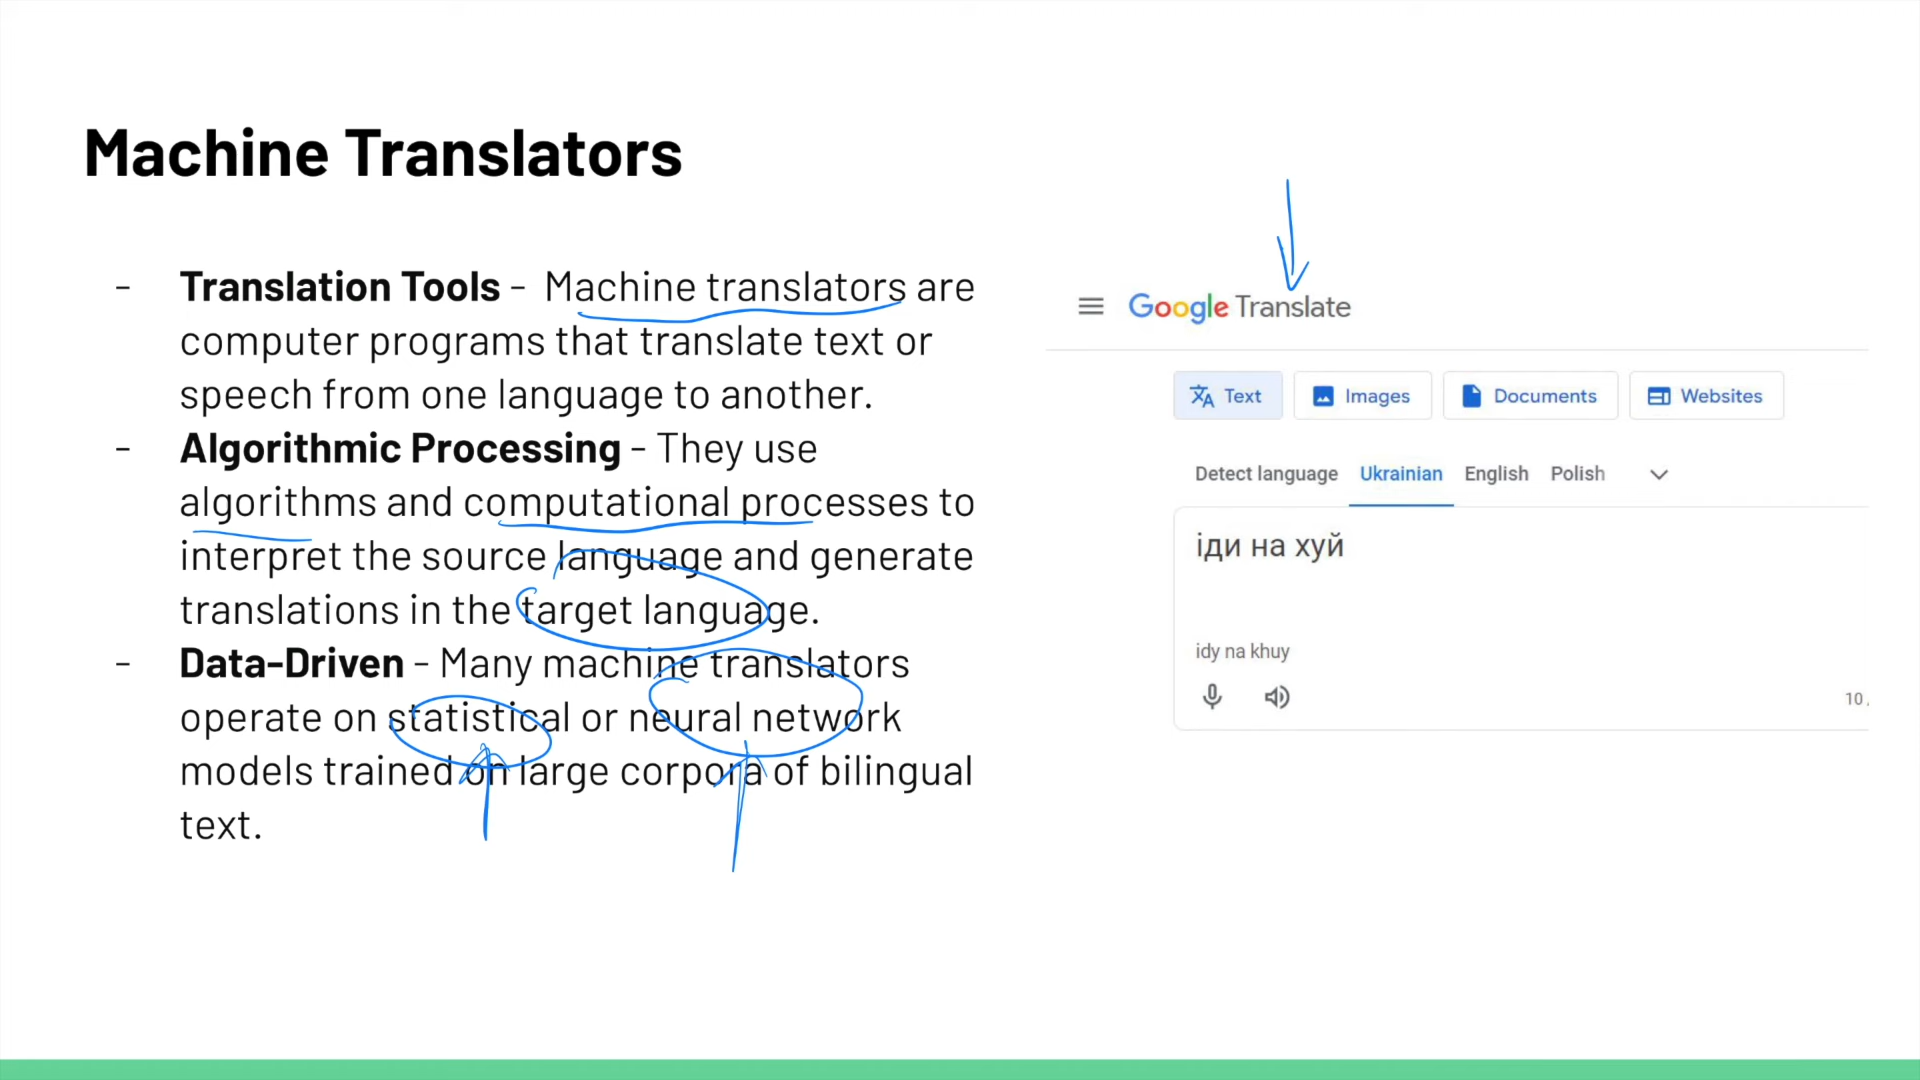 Machine Translators
- Translation Tools - Machine translators are
computer programs that translate text or
speech from one language to another.
- Algorithmic Processing - They use
algorithms and computational processes to
interpret the source language and generate
translations in the target language.
- Data-Driven - Many machine translators
operate on statistical or neural network
models trained on large corpora of bilingual
text.
Google Translate
Text Images Documents Websites
Detect language Ukrainian English Polish
іди на хуй
idy na khuy
10